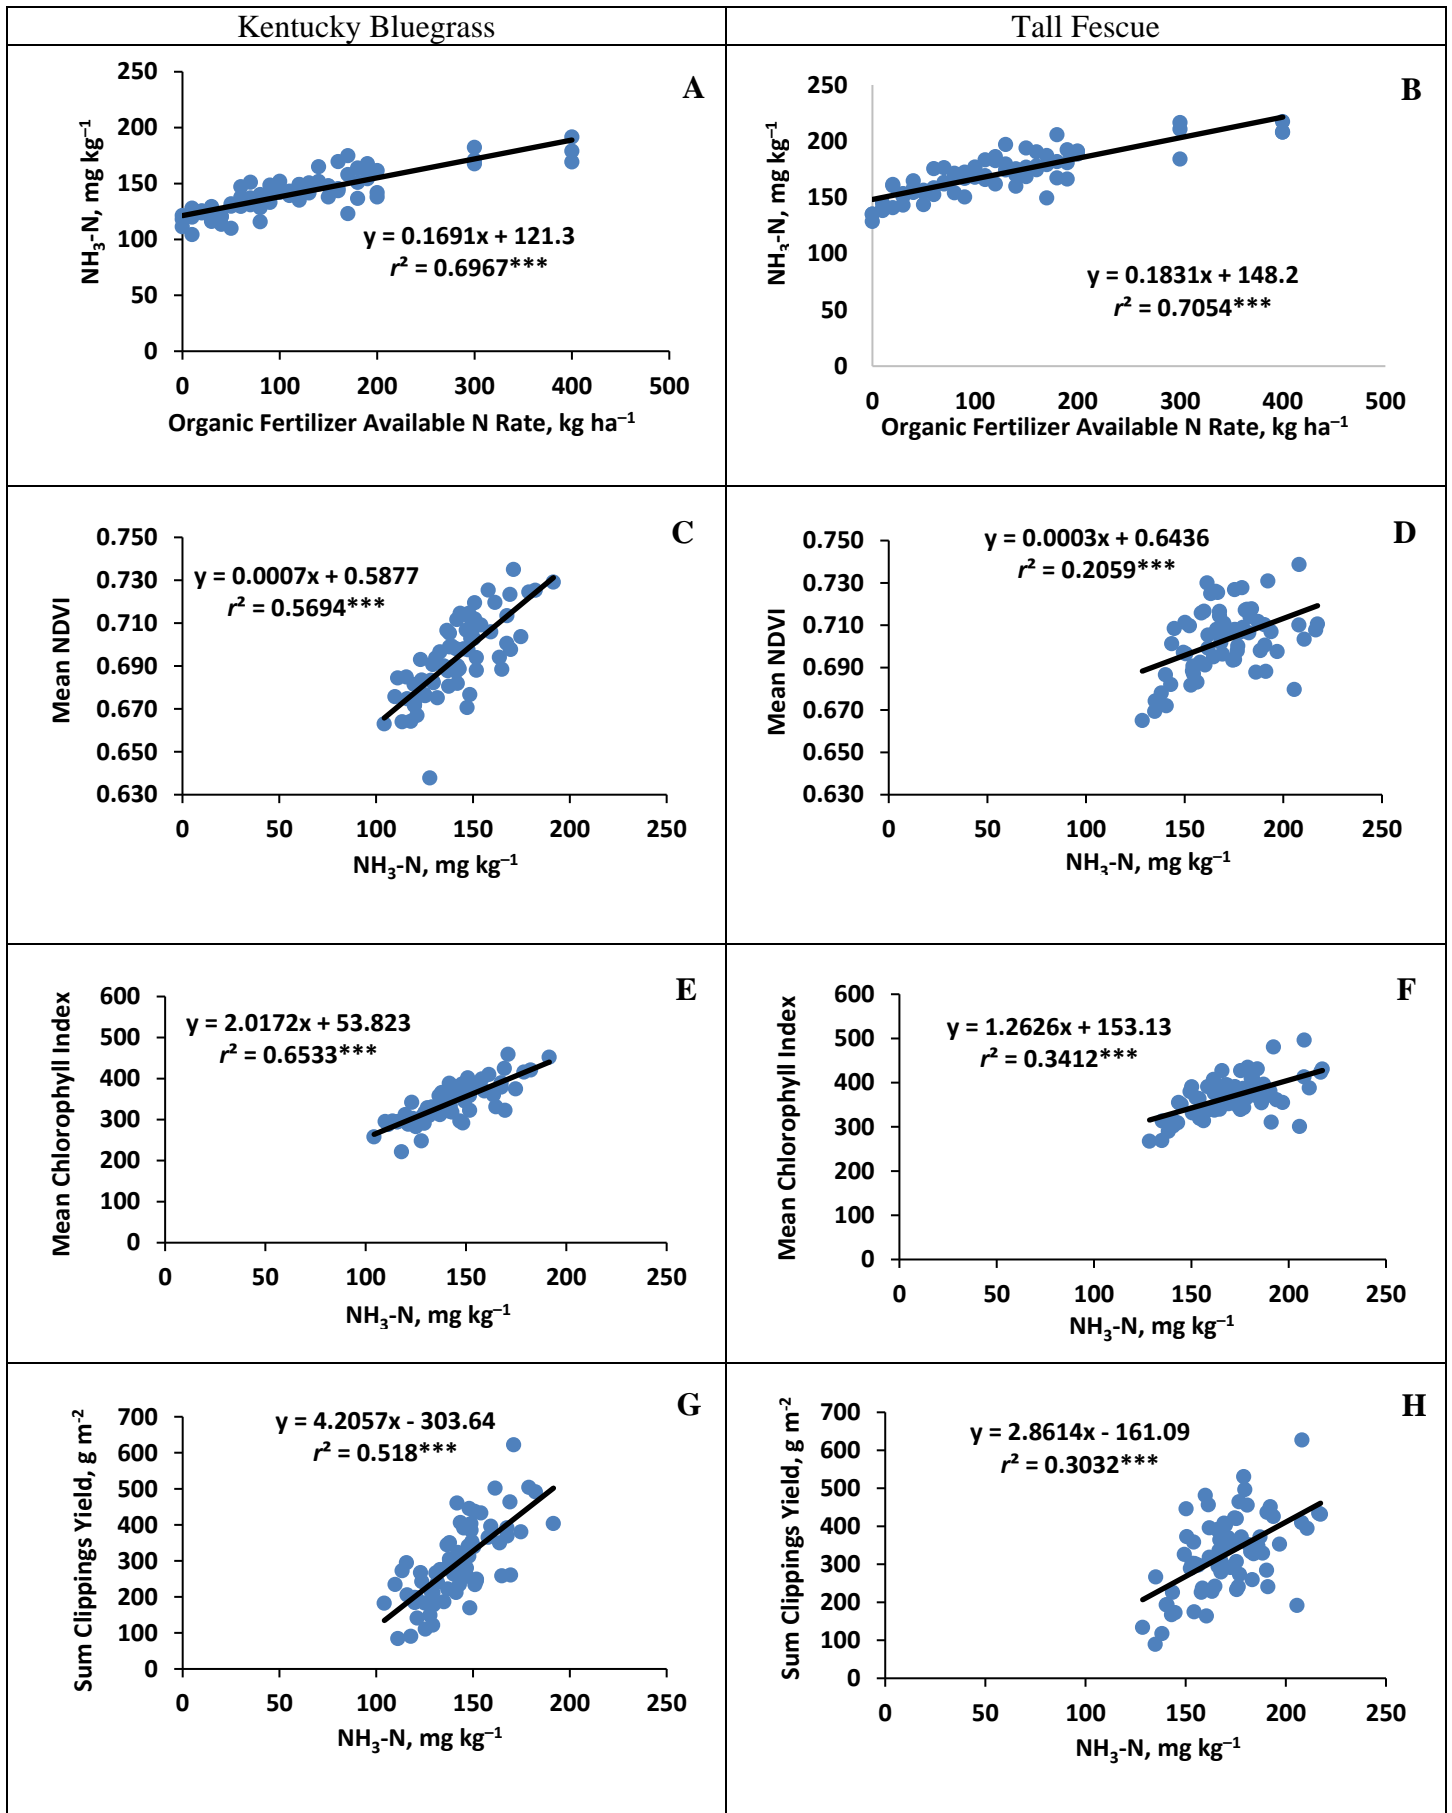 Kentucky Bluegrass
Tall Fescue
A
250
200
150
100
50
0
NH₃-N, mg kg⁻¹
y = 0.1691x + 121.3
r² = 0.6967***
0 100 200 300 400 500
Organic Fertilizer Available N Rate, kg ha⁻¹
B
250
200
150
100
50
0
NH₃-N, mg kg⁻¹
y = 0.1831x + 148.2
r² = 0.7054***
0 100 200 300 400 500
Organic Fertilizer Available N Rate, kg ha⁻¹
C
0.750
0.730
0.710
0.690
0.670
0.650
0.630
Mean NDVI
y = 0.0007x + 0.5877
r² = 0.5694***
0 50 100 150 200 250
NH₃-N, mg kg⁻¹
D
0.750
0.730
0.710
0.690
0.670
0.650
0.630
Mean NDVI
y = 0.0003x + 0.6436
r² = 0.2059***
0 50 100 150 200 250
NH₃-N, mg kg⁻¹
E
600
500
400
300
200
100
0
Mean Chlorophyll Index
y = 2.0172x + 53.823
r² = 0.6533***
0 50 100 150 200 250
NH₃-N, mg kg⁻¹
F
600
500
400
300
200
100
0
Mean Chlorophyll Index
y = 1.2626x + 153.13
r² = 0.3412***
0 50 100 150 200 250
NH₃-N, mg kg⁻¹
G
700
600
500
400
300
200
100
0
Sum Clippings Yield, g m⁻²
y = 4.2057x - 303.64
r² = 0.518***
0 50 100 150 200 250
NH₃-N, mg kg⁻¹
H
700
600
500
400
300
200
100
0
Sum Clippings Yield, g m⁻²
y = 2.8614x - 161.09
r² = 0.3032***
0 50 100 150 200 250
NH₃-N, mg kg⁻¹